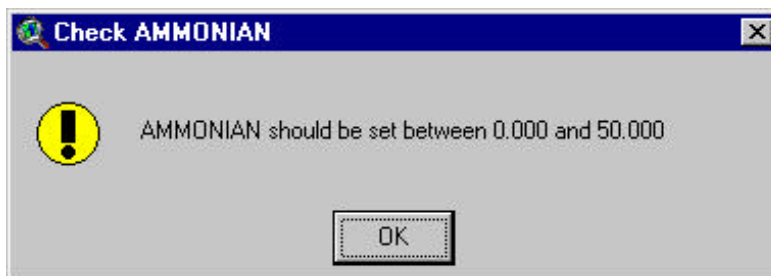 Check AMMONIAN
AMMONIAN should be set between 0.000 and 50.000
OK